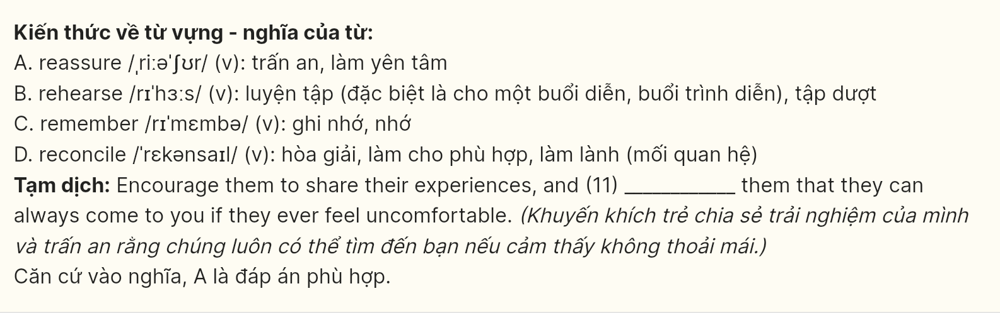 Kiến thức về từ vựng - nghĩa của từ:
A. reassure /ˌriːəˈʃʊr/ (v): trấn an, làm yên tâm
B. rehearse /rɪˈhɜːs/ (v): luyện tập (đặc biệt là cho một buổi diễn, buổi trình diễn), tập dượt
C. remember /rɪˈmɛmbə/ (v): ghi nhớ, nhớ
D. reconcile /ˈrɛkənsaɪl/ (v): hòa giải, làm cho phù hợp, làm lành (mối quan hệ)
Tạm dịch: Encourage them to share their experiences, and (11) ____________ them that they can
always come to you if they ever feel uncomfortable. (Khuyến khích trẻ chia sẻ trải nghiệm của mình
và trấn an rằng chúng luôn có thể tìm đến bạn nếu cảm thấy không thoải mái.)
Căn cứ vào nghĩa, A là đáp án phù hợp.